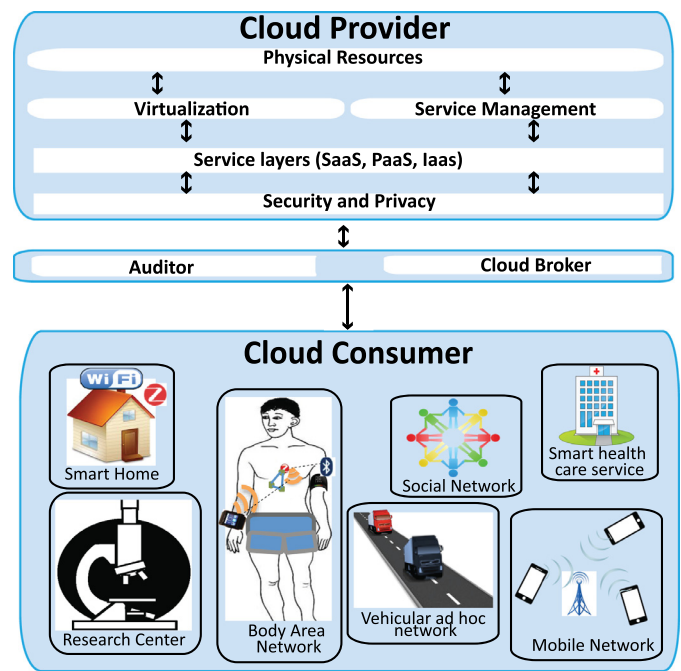 Cloud Provider
Physical Resources
Virtualization
Service Management
Service layers (SaaS, PaaS, Iaas)
Security and Privacy
Auditor
Cloud Broker
Cloud Consumer
Wi Fi
Z
Smart Home
Research Center
Z
Body Area
Network
Social Network
Smart health
care service
Vehicular ad hoc
network
Mobile Network